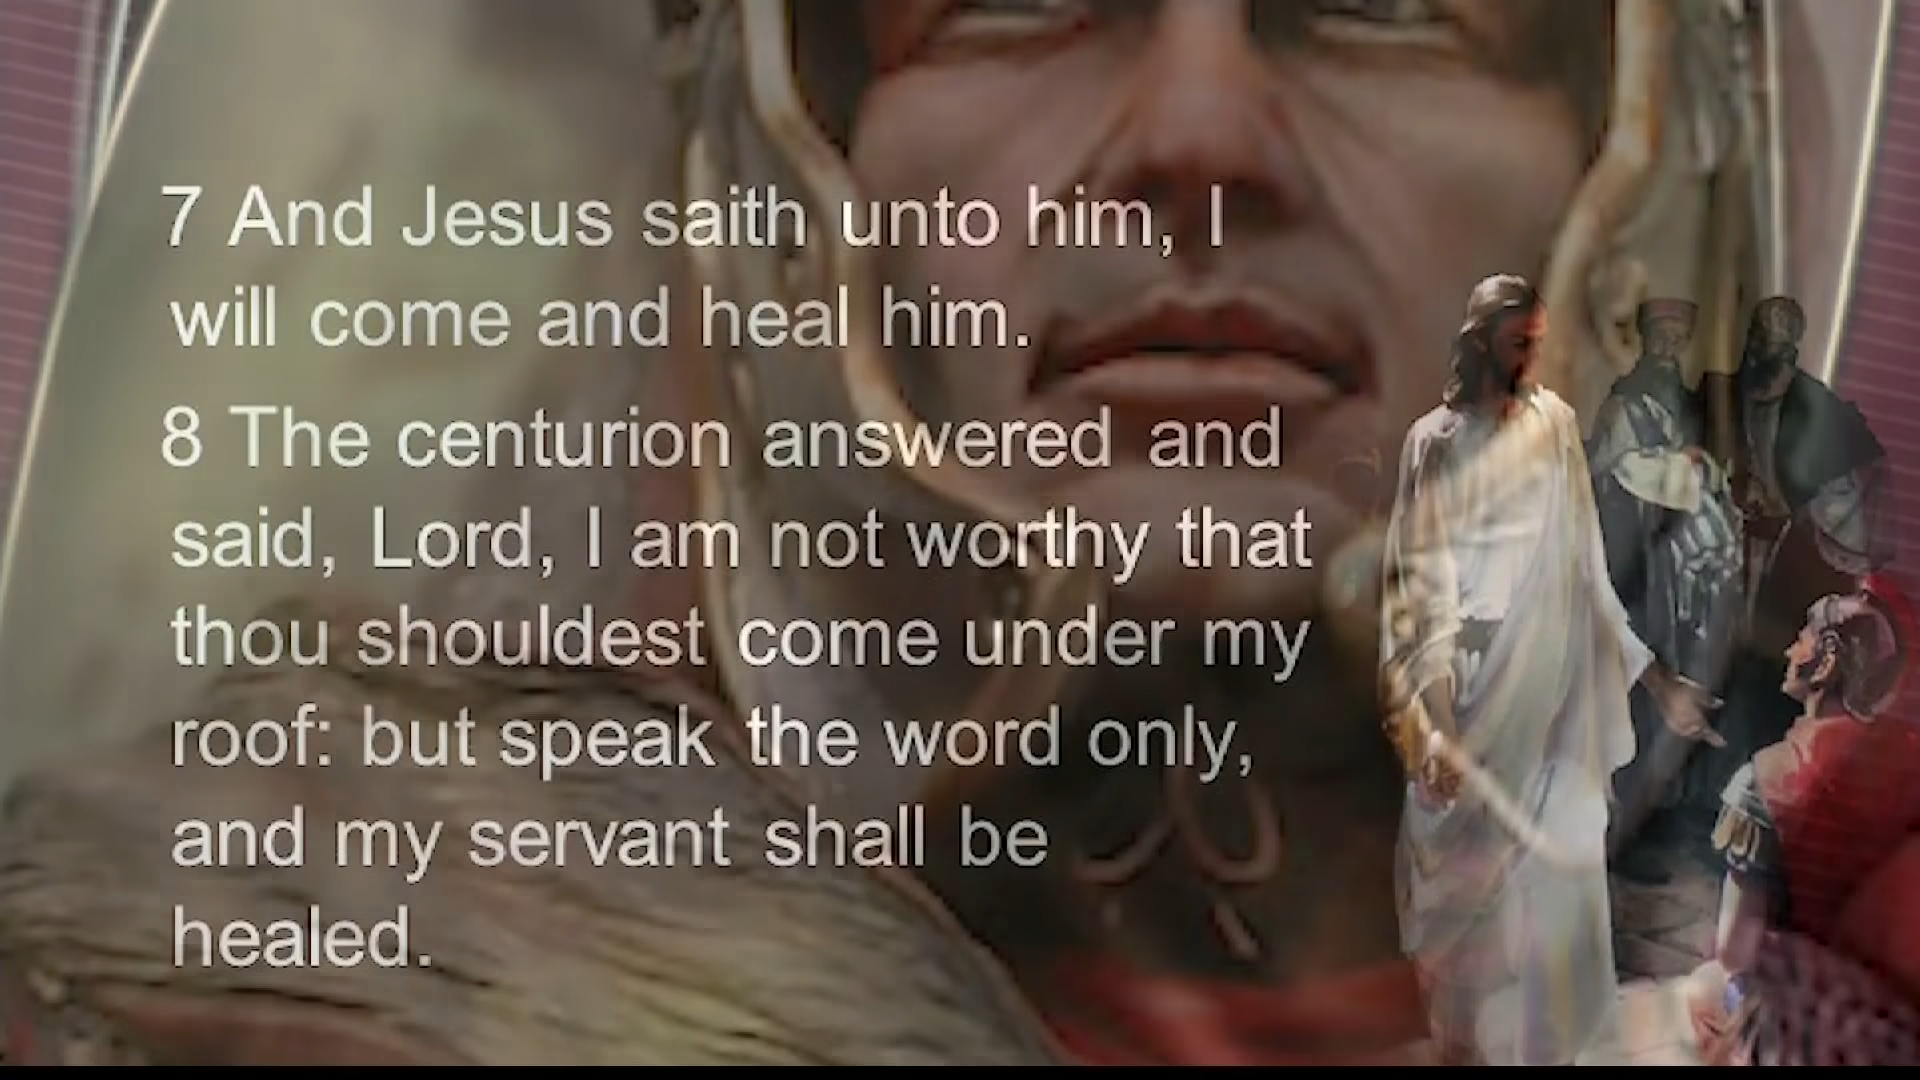 7 And Jesus saith unto him, I
will come and heal him.
8 The centurion answered and
said, Lord, I am not worthy that
thou shouldest come under my
roof: but speak the word only,
and my servant shall be
healed.